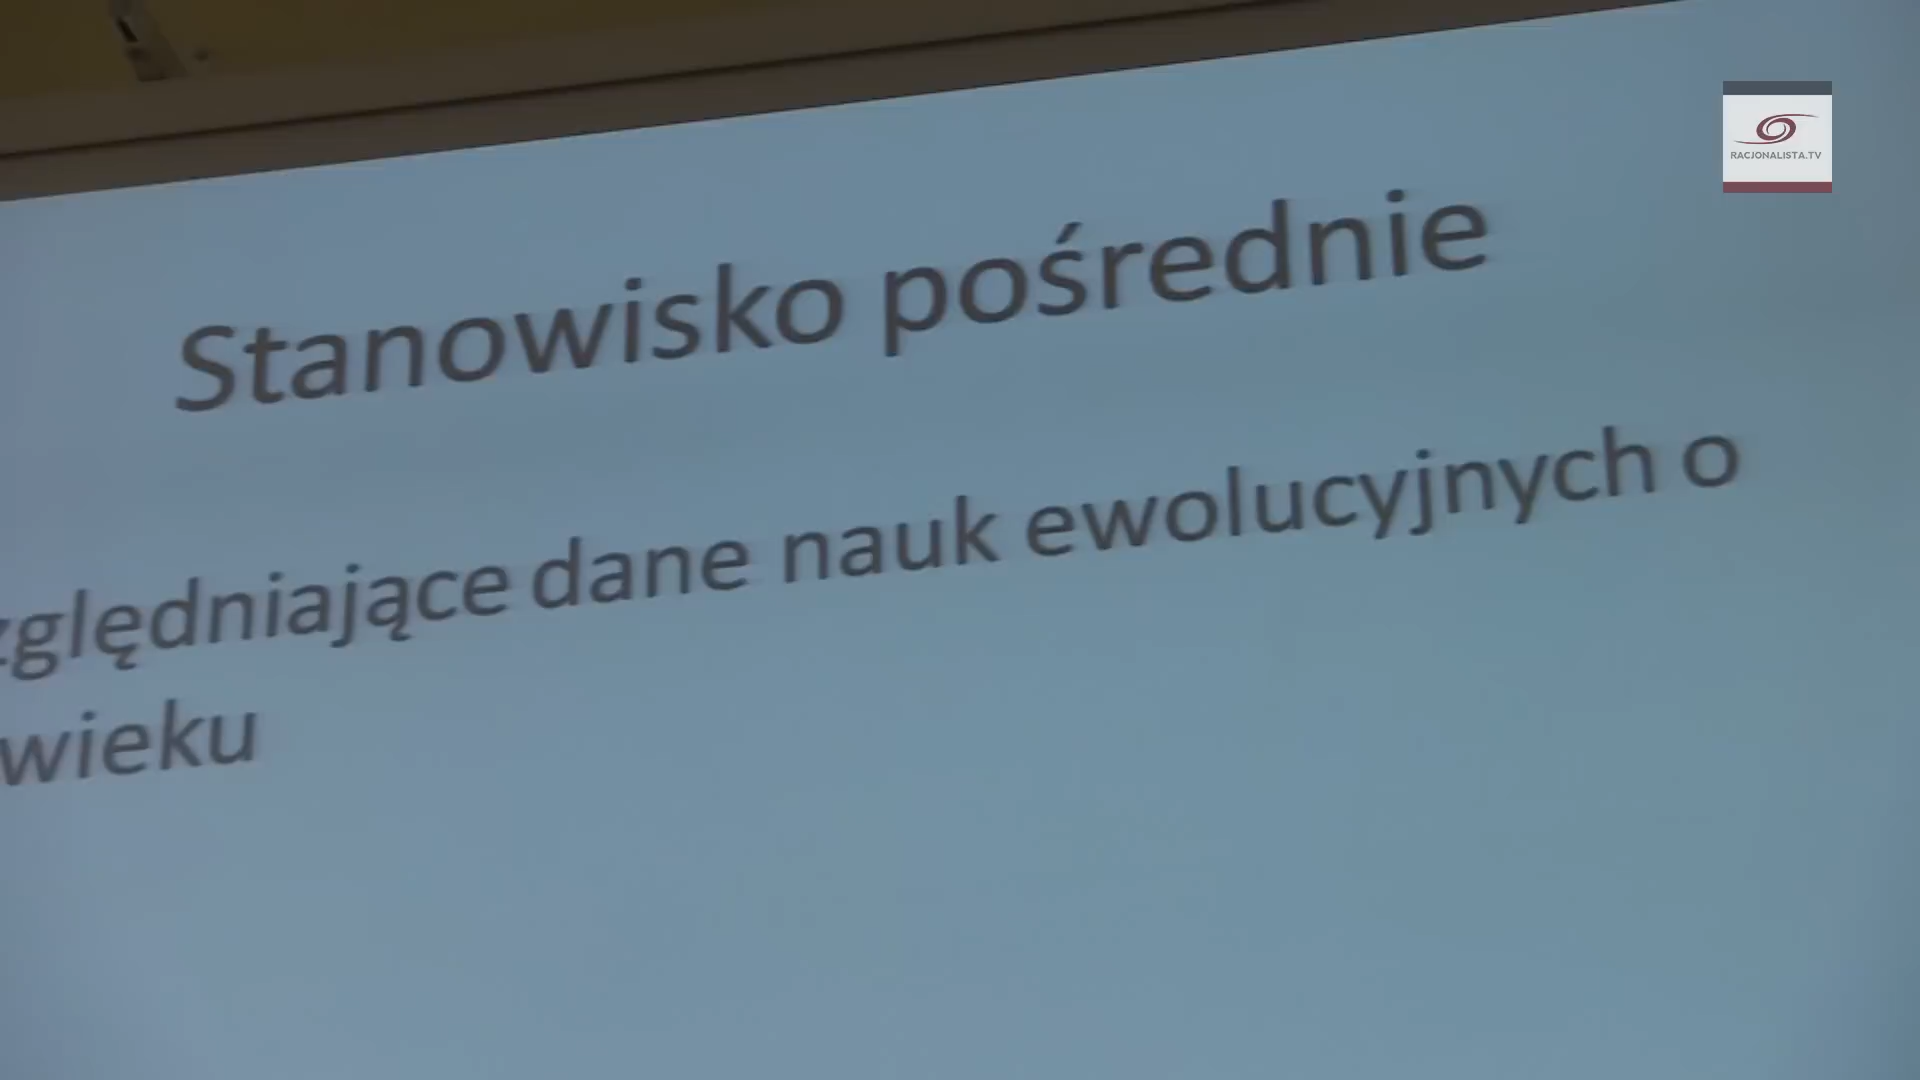 RACJONALISTA.TV
Stanowisko pośrednie
zględniające dane nauk ewolucyjnych o
wieku